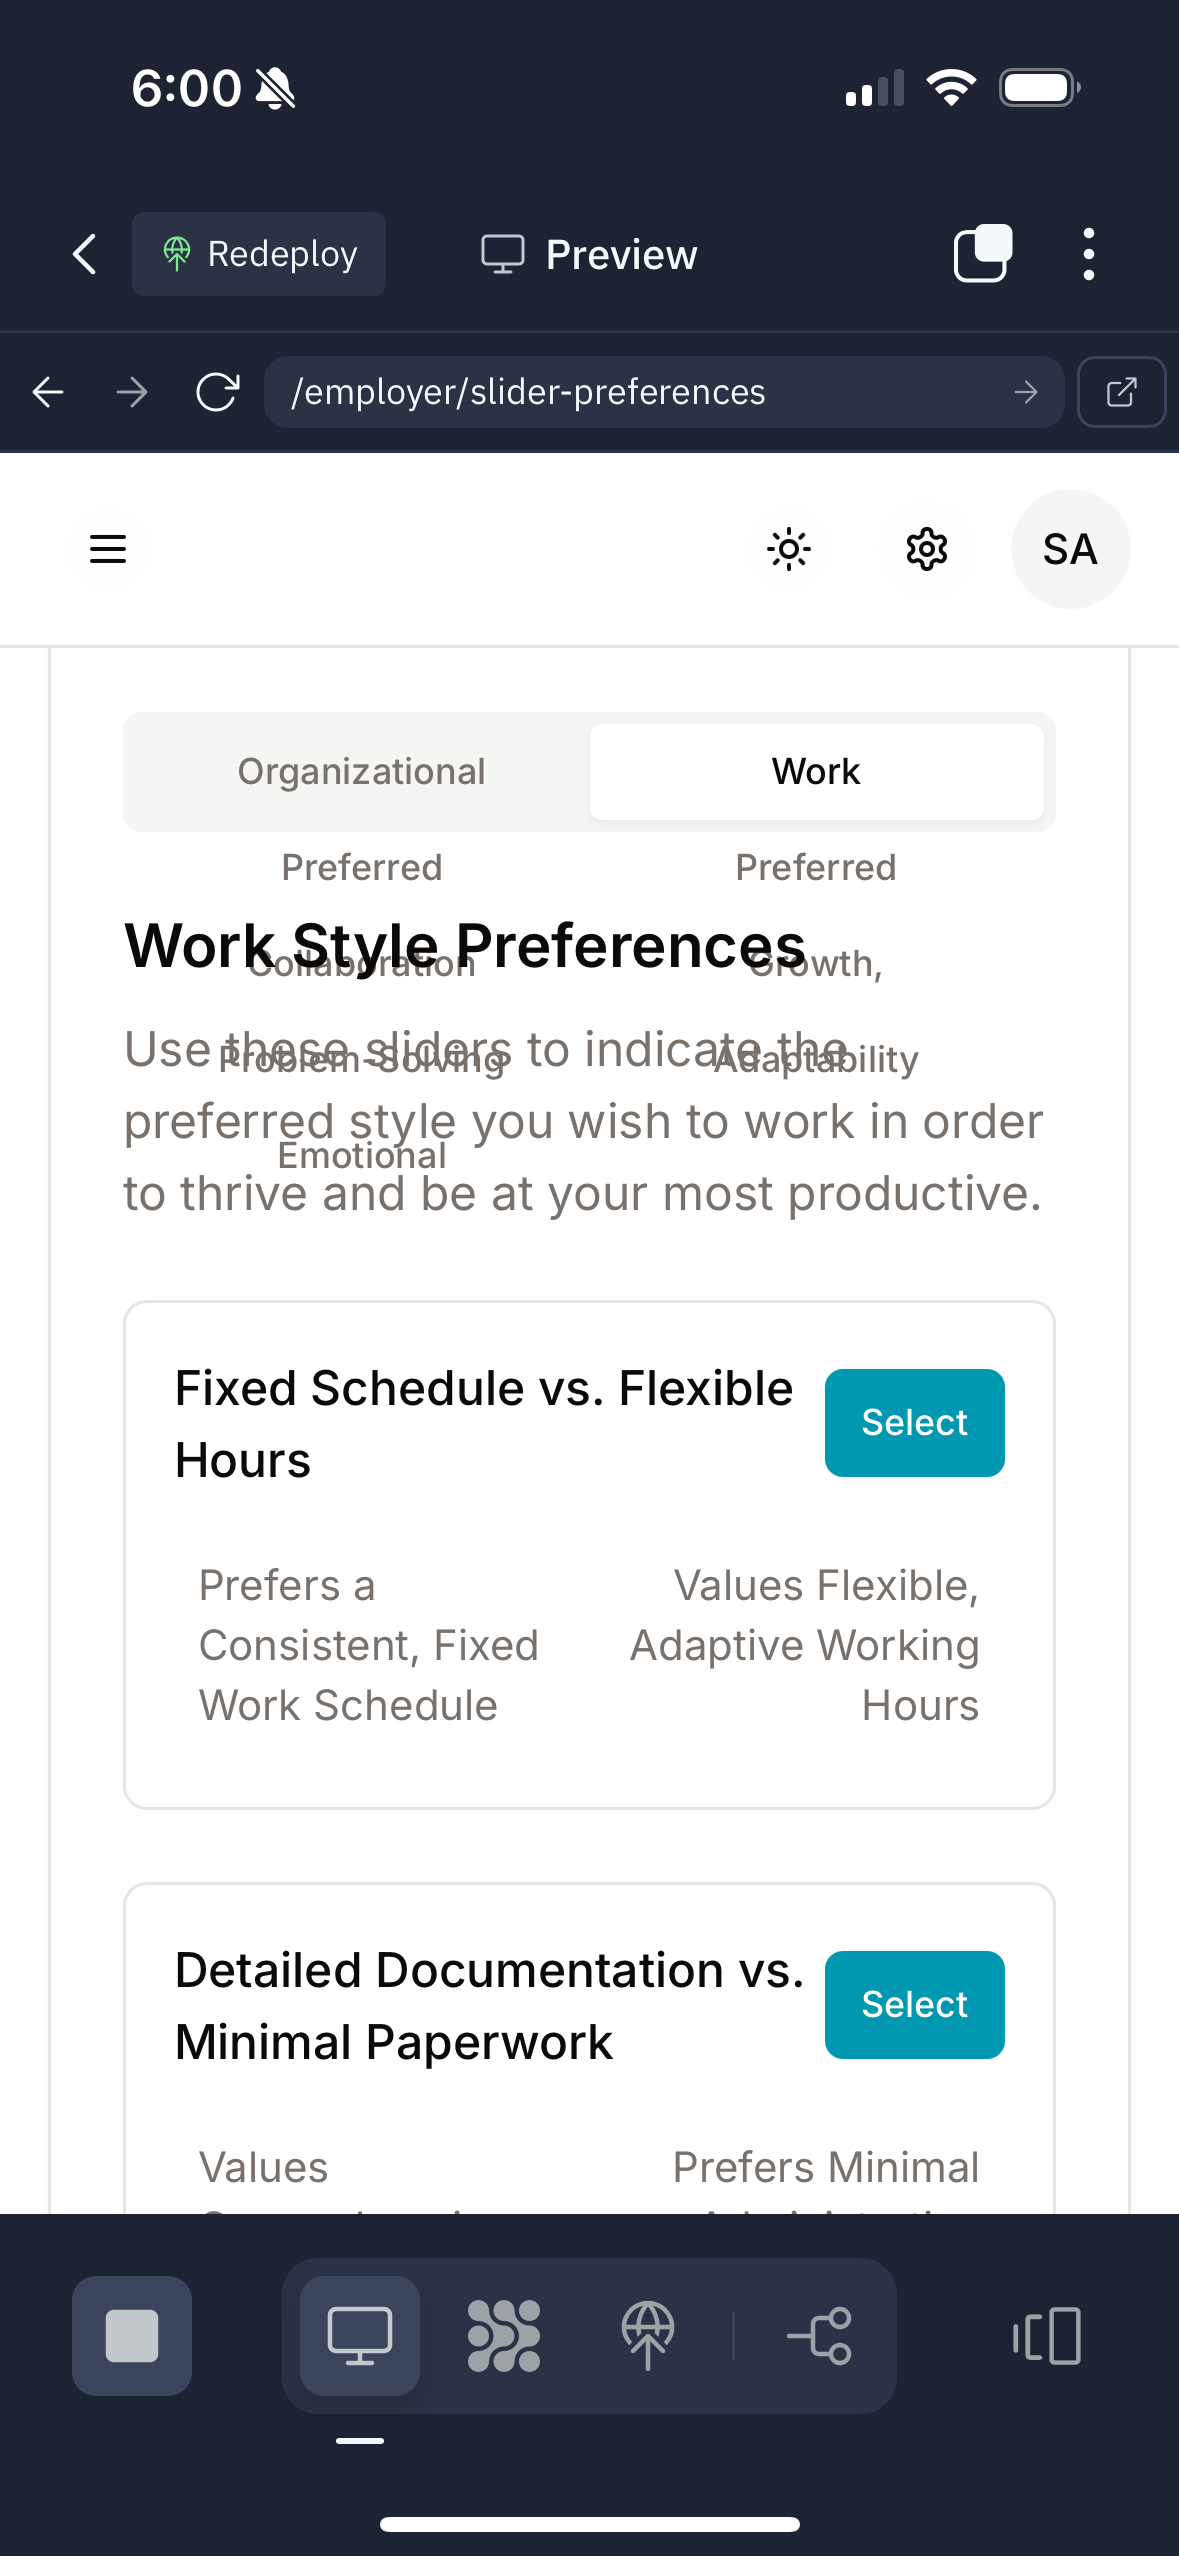 6:00
Redeploy
Preview
/employer/slider-preferences
SA
Organizational
Work
Preferred
Preferred
Work Style Preferences
Collaboration
Growth,
Use these sliders to indicate the
Problem-Solving
Adaptability
preferred style you wish to work in order
Emotional
to thrive and be at your most productive.
Fixed Schedule vs. Flexible
Hours
Select
Prefers a
Consistent, Fixed
Work Schedule
Values Flexible,
Adaptive Working
Hours
Detailed Documentation vs.
Minimal Paperwork
Select
Values
Prefers Minimal